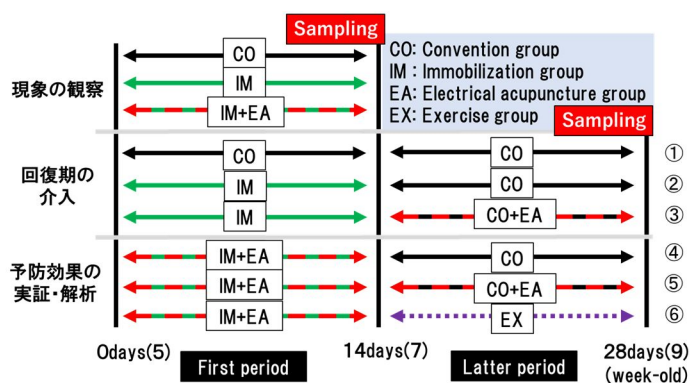 Sampling
現象の観察
CO
IM
IM+EA
CO: Convention group
IM : Immobilization group
EA: Electrical acupuncture group
EX: Exercise group
Sampling
回復期の
介入
CO
CO
①
IM
CO
②
IM
CO+EA
③
予防効果の
実証・解析
IM+EA
CO
④
IM+EA
CO+EA
⑤
IM+EA
EX
⑥
0days(5)
First period
14days(7)
Latter period
28days(9)
(week-old)